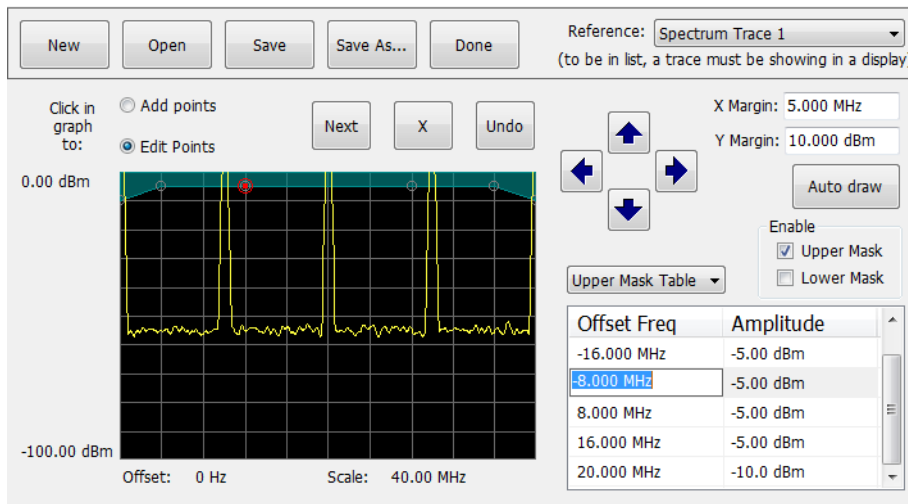 New Open Save Save As... Done Reference: Spectrum Trace 1
(to be in list, a trace must be showing in a display)
Click in
graph
to:
Add points
Edit Points
Next X Undo
X Margin: 5.000 MHz
Y Margin: 10.000 dBm
Auto draw
Enable
Upper Mask
Lower Mask
0.00 dBm
-100.00 dBm
Offset: 0 Hz Scale: 40.00 MHz
Upper Mask Table
Offset Freq Amplitude
-16.000 MHz -5.00 dBm
-8.000 MHz -5.00 dBm
8.000 MHz -5.00 dBm
16.000 MHz -5.00 dBm
20.000 MHz -10.0 dBm